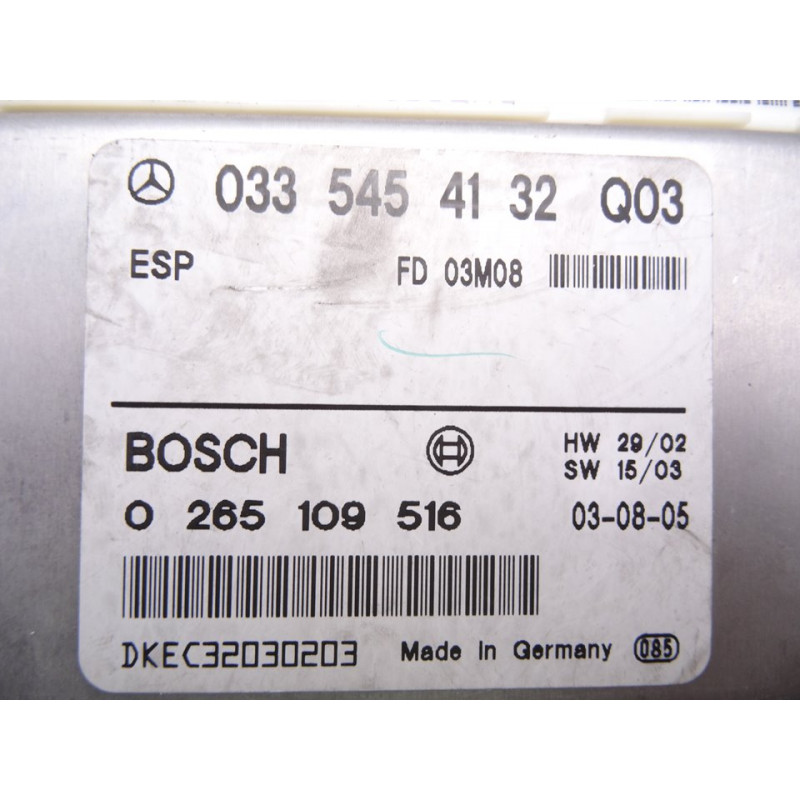 033 545 41 32 Q03
ESP FD 03M08
BOSCH HW 29/02
SW 15/03
0 265 109 516 03-08-05
DKEC32030203 Made in Germany 085